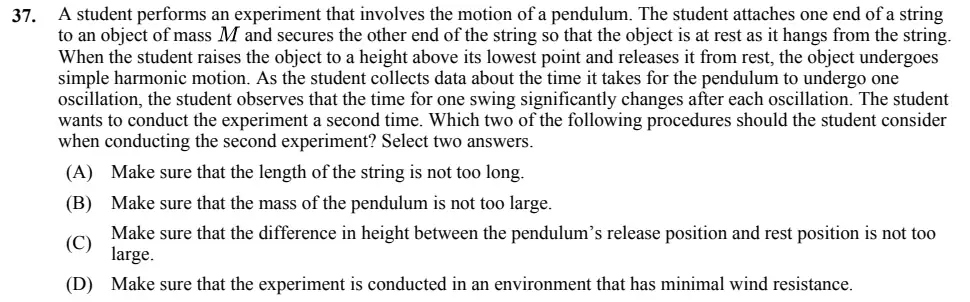 37. A student performs an experiment that involves the motion of a pendulum. The student attaches one end of a string
to an object of mass M and secures the other end of the string so that the object is at rest as it hangs from the string.
When the student raises the object to a height above its lowest point and releases it from rest, the object undergoes
simple harmonic motion. As the student collects data about the time it takes for the pendulum to undergo one
oscillation, the student observes that the time for one swing significantly changes after each oscillation. The student
wants to conduct the experiment a second time. Which two of the following procedures should the student consider
when conducting the second experiment? Select two answers.
(A) Make sure that the length of the string is not too long.
(B) Make sure that the mass of the pendulum is not too large.
(C) Make sure that the difference in height between the pendulum's release position and rest position is not too
large.
(D) Make sure that the experiment is conducted in an environment that has minimal wind resistance.